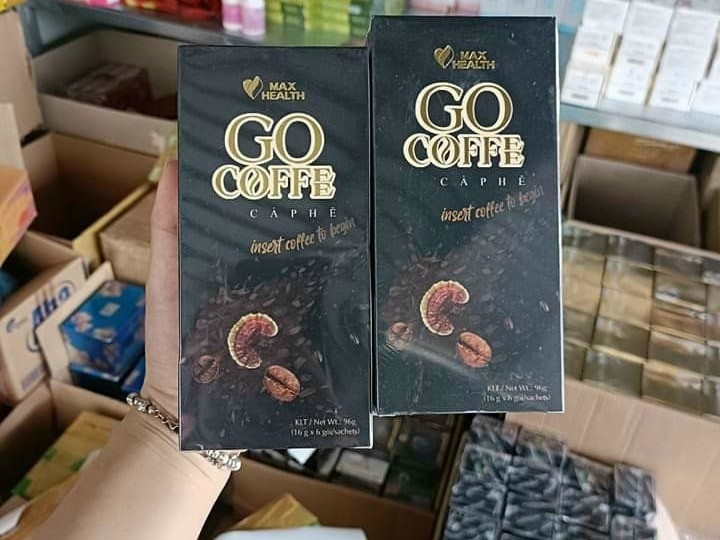 MAX
HEALTH
GO
COFFE
CÀ PHÊ
insert coffee to begin
KLT / Net Wt.: 96g
(16 g x 6 gói/sachets)
MAX
HEALTH
GO
COFFE
CÀ PHÊ
insert coffee to begin
KLT / Net Wt.: 96g
(16 g x 6 gói/sachets)